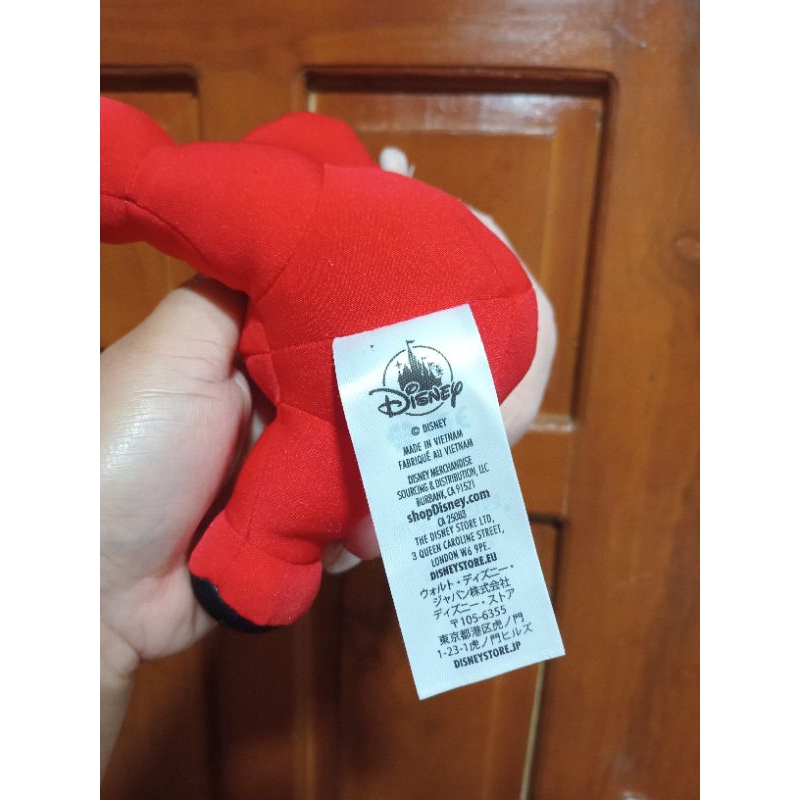 Disney
© DISNEY
MADE IN VIETNAM
FABRIQUÉ AU VIETNAM
DISNEY MERCHANDISE
SOURCING & DISTRIBUTION, LLC
BURBANK, CA 91521
shopDisney.com
CA 25083
THE DISNEY STORE LTD,
3 QUEEN CAROLINE STREET,
LONDON W6 9PE.
DISNEYSTORE.EU
ウォルト・ディズニー・
ジャパン株式会社
ディズニー・ストア
〒105-6355
東京都港区虎ノ門
1-23-1虎ノ門ヒルズ
DISNEYSTORE.JP